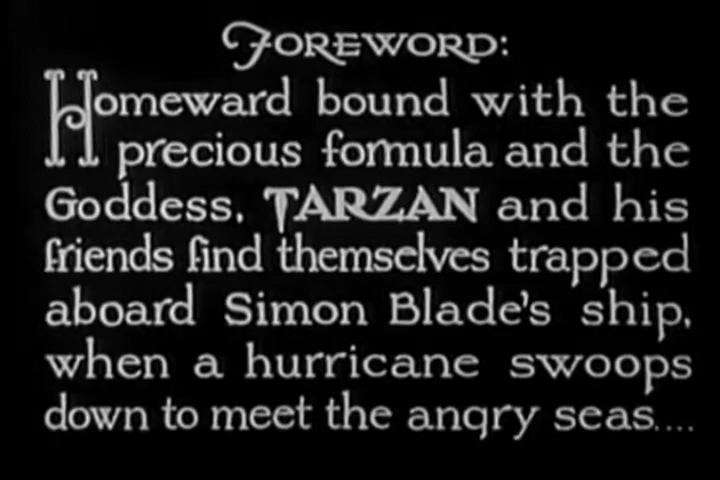 Foreword:
Homeward bound with the
precious formula and the
Goddess, TARZAN and his
friends find themselves trapped
aboard Simon Blade's ship,
when a hurricane swoops
down to meet the angry seas....